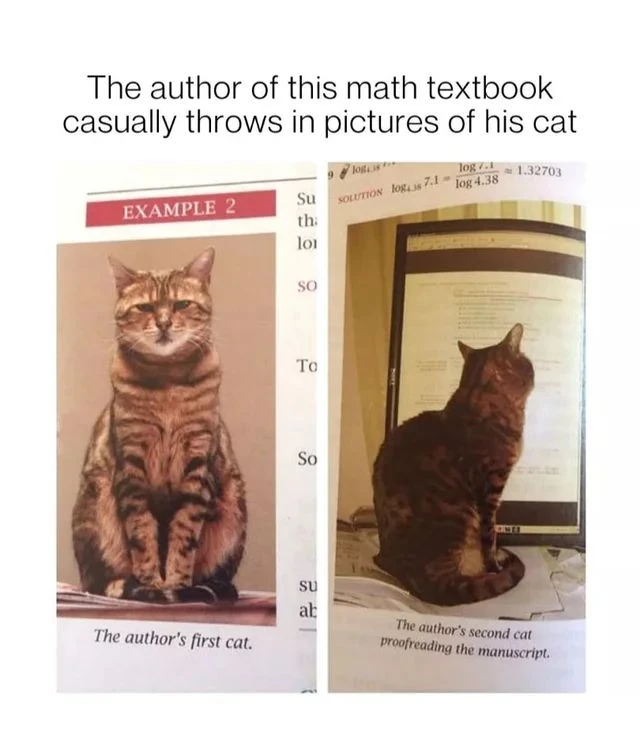 The author of this math textbook
casually throws in pictures of his cat
EXAMPLE 2
Su
so
To
So
su
The author's first cat.
log 4.38
≈ 1.32703
SOLUTION log₄.₃₈ 7.1 =
The author's second cat
proofreading the manuscript.